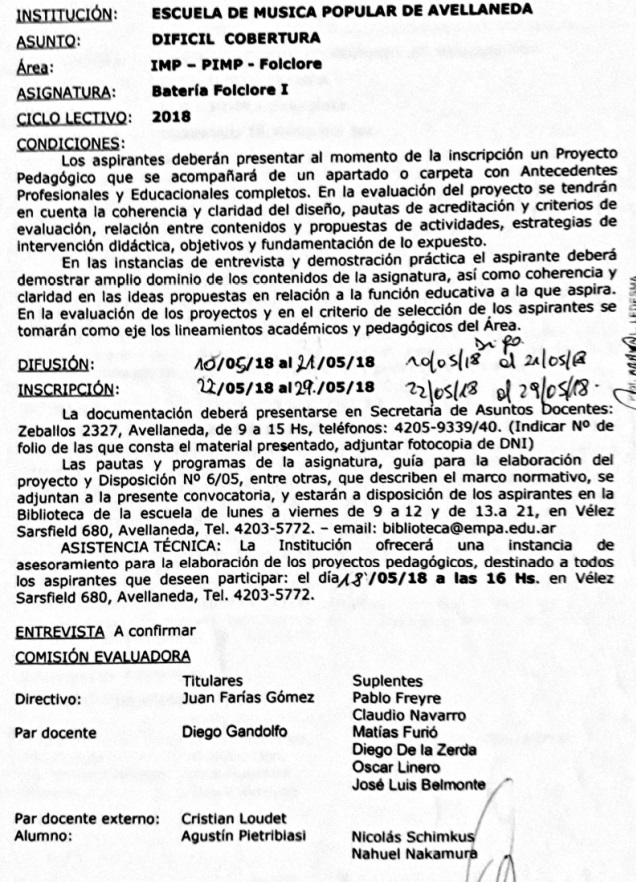 INSTITUCIÓN: ESCUELA DE MUSICA POPULAR DE AVELLANEDA
ASUNTO: DIFICIL COBERTURA
Área: IMP – PIMP - Folclore
ASIGNATURA: Batería Folclore I
CICLO LECTIVO: 2018
CONDICIONES:
Los aspirantes deberán presentar al momento de la inscripción un Proyecto
Pedagógico que se acompañará de un apartado o carpeta con Antecedentes
Profesionales y Educacionales completos. En la evaluación del proyecto se tendrán
en cuenta la coherencia y claridad del diseño, pautas de acreditación y criterios de
evaluación, relación entre contenidos y propuestas de actividades, estrategias de
intervención didáctica, objetivos y fundamentación de lo expuesto.
En las instancias de entrevista y demostración práctica el aspirante deberá
demostrar amplio dominio de los contenidos de la asignatura, así como coherencia y
claridad en las ideas propuestas en relación a la función educativa a la que aspira.
En la evaluación de los proyectos y en el criterio de selección de los aspirantes se
tomarán como eje los lineamientos académicos y pedagógicos del Área.
DIFUSIÓN: 10/05/18 al 21/05/18 10/05/18 al 21/05/18
INSCRIPCIÓN: 22/05/18 al 29/05/18 22/05/18 al 29/05/18.
La documentación deberá presentarse en Secretaría de Asuntos Docentes:
Zeballos 2327, Avellaneda, de 9 a 15 Hs, teléfonos: 4205-9339/40. (Indicar Nº de
folio de las que consta el material presentado, adjuntar fotocopia de DNI)
Las pautas y programas de la asignatura, guía para la elaboración del
proyecto y Disposición Nº 6/05, entre otras, que describen el marco normativo, se
adjuntan a la presente convocatoria, y estarán a disposición de los aspirantes en la
Biblioteca de la escuela de lunes a viernes de 9 a 12 y de 13.a 21, en Vélez
Sarsfield 680, Avellaneda, Tel. 4203-5772. – email: biblioteca@empa.edu.ar
ASISTENCIA TÉCNICA: La Institución ofrecerá una instancia de
asesoramiento para la elaboración de los proyectos pedagógicos, destinado a todos
los aspirantes que deseen participar: el día 18/05/18 a las 16 Hs. en Vélez
Sarsfield 680, Avellaneda, Tel. 4203-5772.
ENTREVISTA A confirmar
COMISIÓN EVALUADORA
Titulares Suplentes
Directivo: Juan Farías Gómez Pablo Freyre
Claudio Navarro
Par docente Diego Gandolfo Matías Furió
Diego De la Zerda
Oscar Linero
José Luis Belmonte
Par docente externo: Cristian Loudet
Alumno: Agustín Pietribiasi Nicolás Schimkus
Nahuel Nakamura
LEDESMA